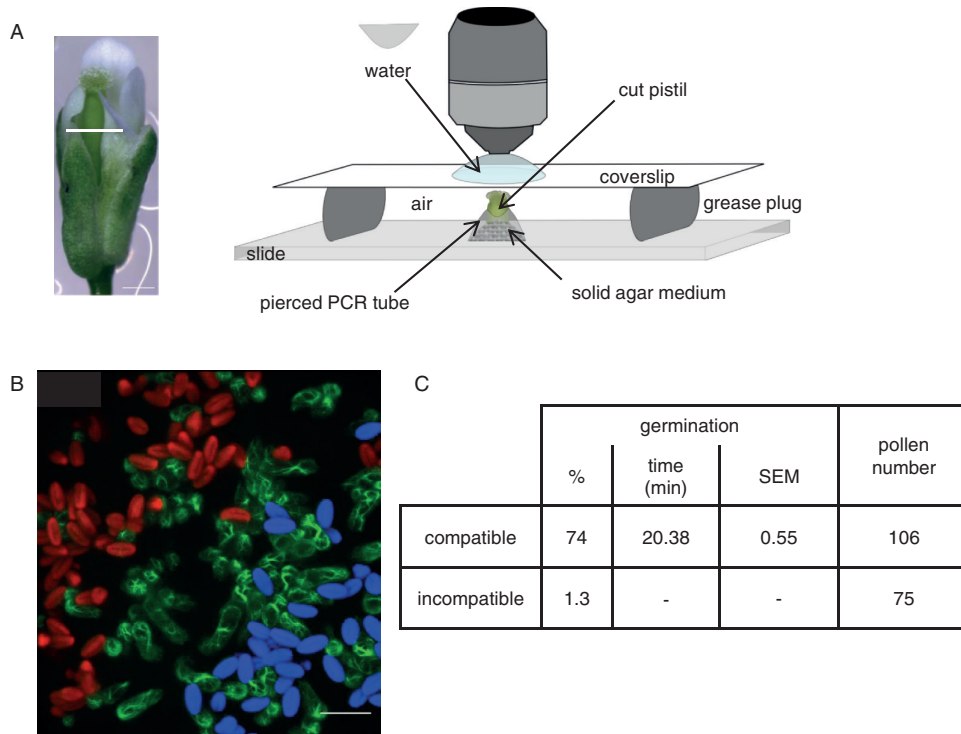 A
water
cut pistil
coverslip
air
grease plug
slide
pierced PCR tube
solid agar medium
B
C
germination
pollen
number
%
time
(min)
SEM
compatible
74
20.38
0.55
106
incompatible
1.3
-
-
75